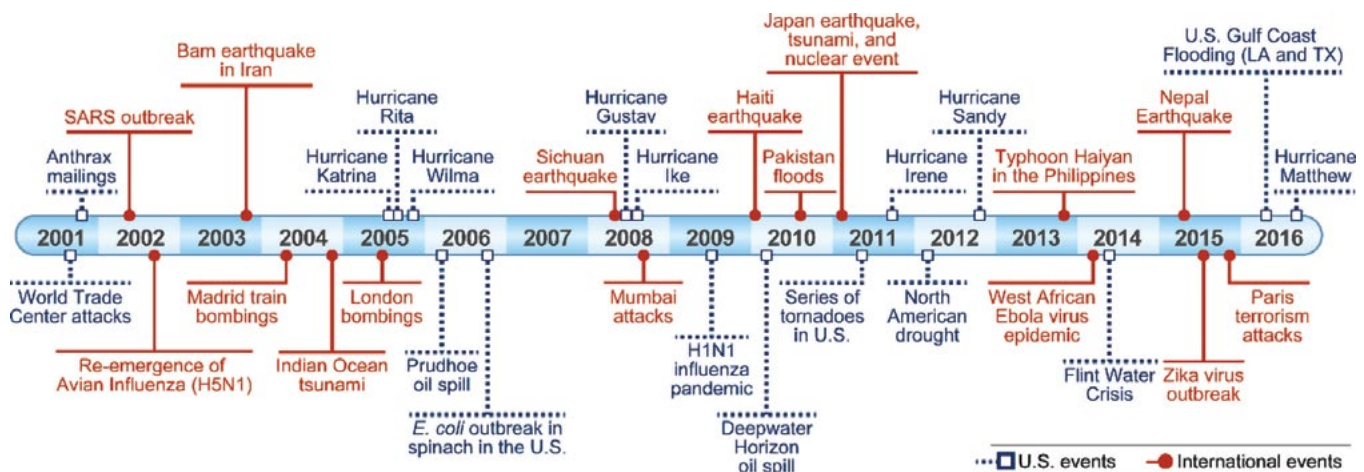 Bam earthquake
in Iran
SARS outbreak
Anthrax
mailings
Hurricane
Rita
Hurricane
Katrina
Hurricane
Wilma
Sichuan
earthquake
Hurricane
Gustav
Hurricane
Ike
Haiti
earthquake
Pakistan
floods
Japan earthquake,
tsunami, and
nuclear event
Hurricane
Irene
Hurricane
Sandy
Typhoon Haiyan
in the Philippines
Nepal
Earthquake
U.S. Gulf Coast
Flooding (LA and TX)
Hurricane
Matthew
2001 2002 2003 2004 2005 2006 2007 2008 2009 2010 2011 2012 2013 2014 2015 2016
World Trade
Center attacks
Re-emergence of
Avian Influenza (H5N1)
Madrid train
bombings
Indian Ocean
tsunami
London
bombings
Prudhoe
oil spill
E. coli outbreak in
spinach in the U.S.
Mumbai
attacks
H1N1
influenza
pandemic
Deepwater
Horizon
oil spill
Series of
tornadoes
in U.S.
North
American
drought
West African
Ebola virus
epidemic
Flint Water
Crisis
Zika virus
outbreak
Paris
terrorism
attacks
U.S. events
International events